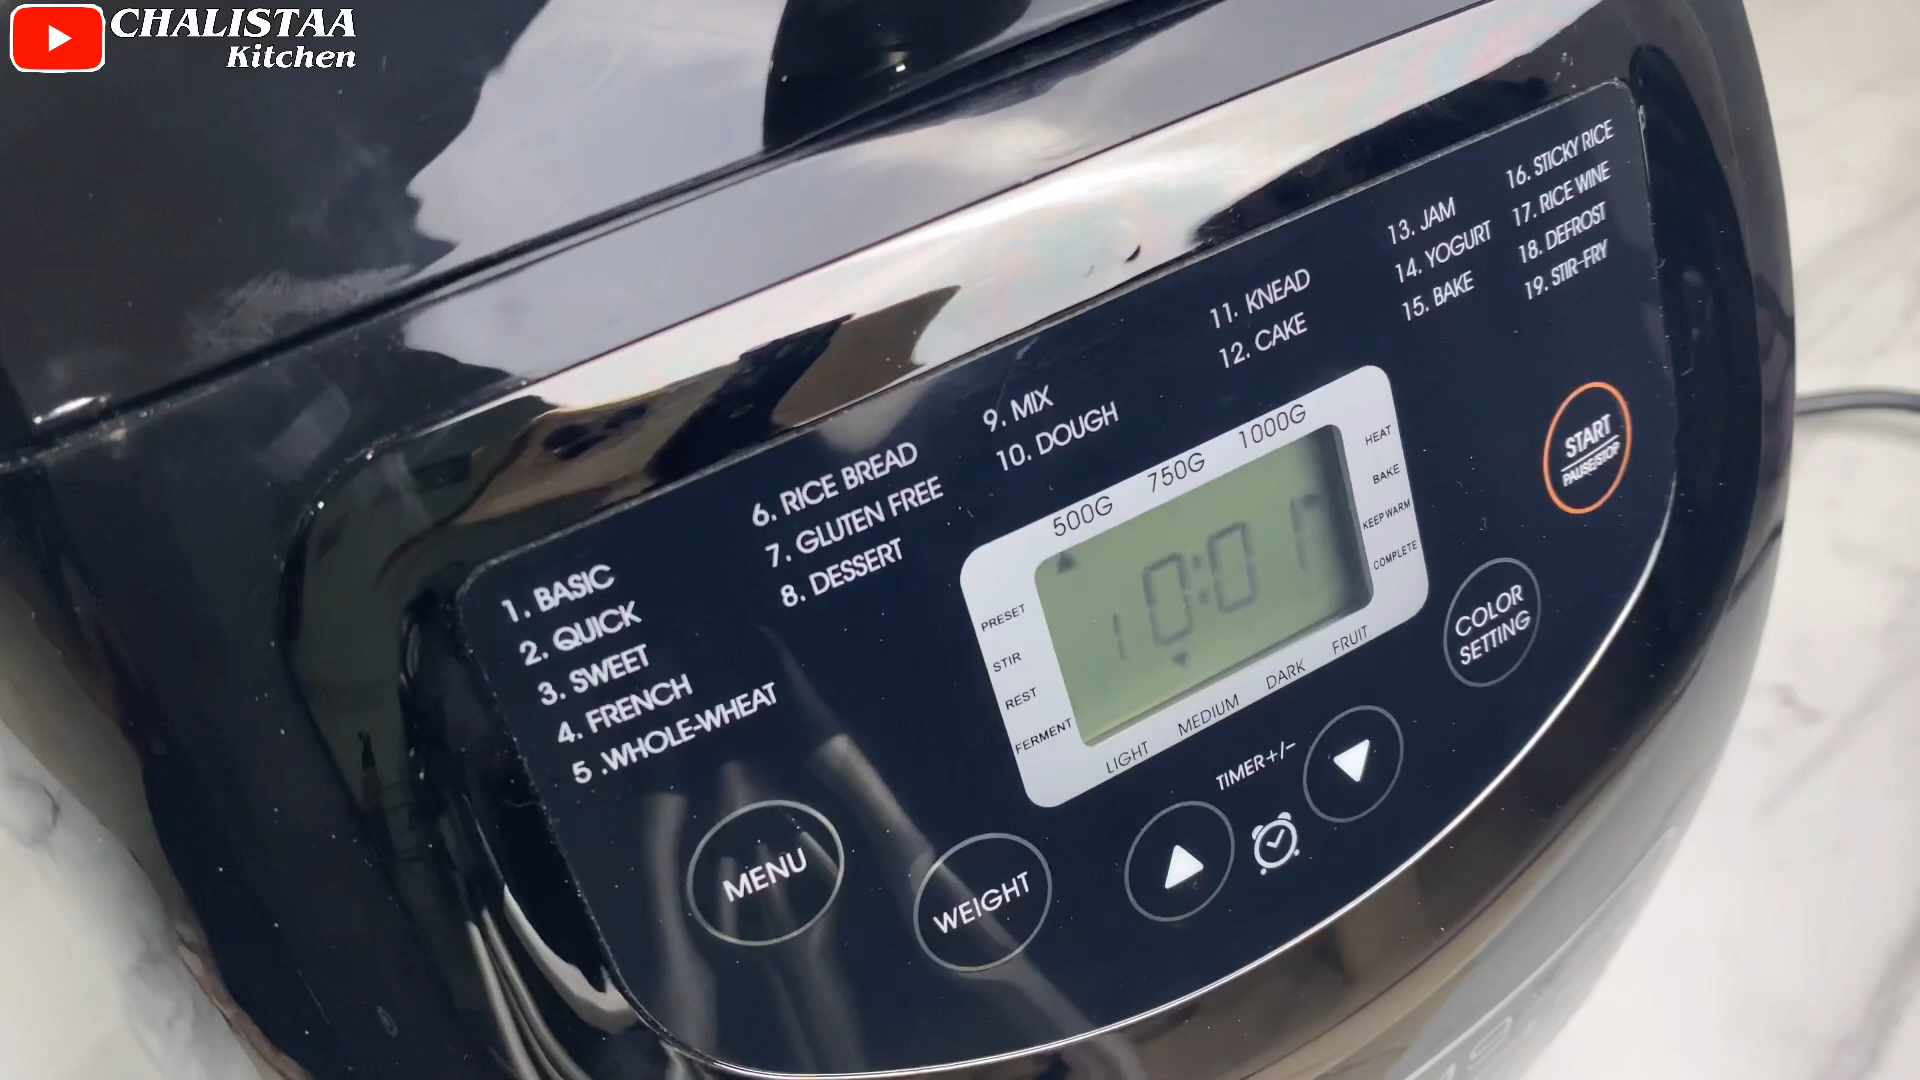 CHALISTAA
Kitchen
1. BASIC
2. QUICK
3. SWEET
4. FRENCH
5 .WHOLE-WHEAT
6. RICE BREAD
7. GLUTEN FREE
8. DESSERT
9. MIX
10. DOUGH
11. KNEAD
12. CAKE
13. JAM
14. YOGURT
15. BAKE
16. STICKY RICE
17. RICE WINE
18. DEFROST
19. STIR-FRY
500G 750G 1000G
PRESET
STIR
REST
FERMENT
HEAT
BAKE
KEEP WARM
COMPLETE
LIGHT MEDIUM DARK FRUIT
START
PAUSE/STOP
COLOR
SETTING
TIMER+/-
MENU
WEIGHT